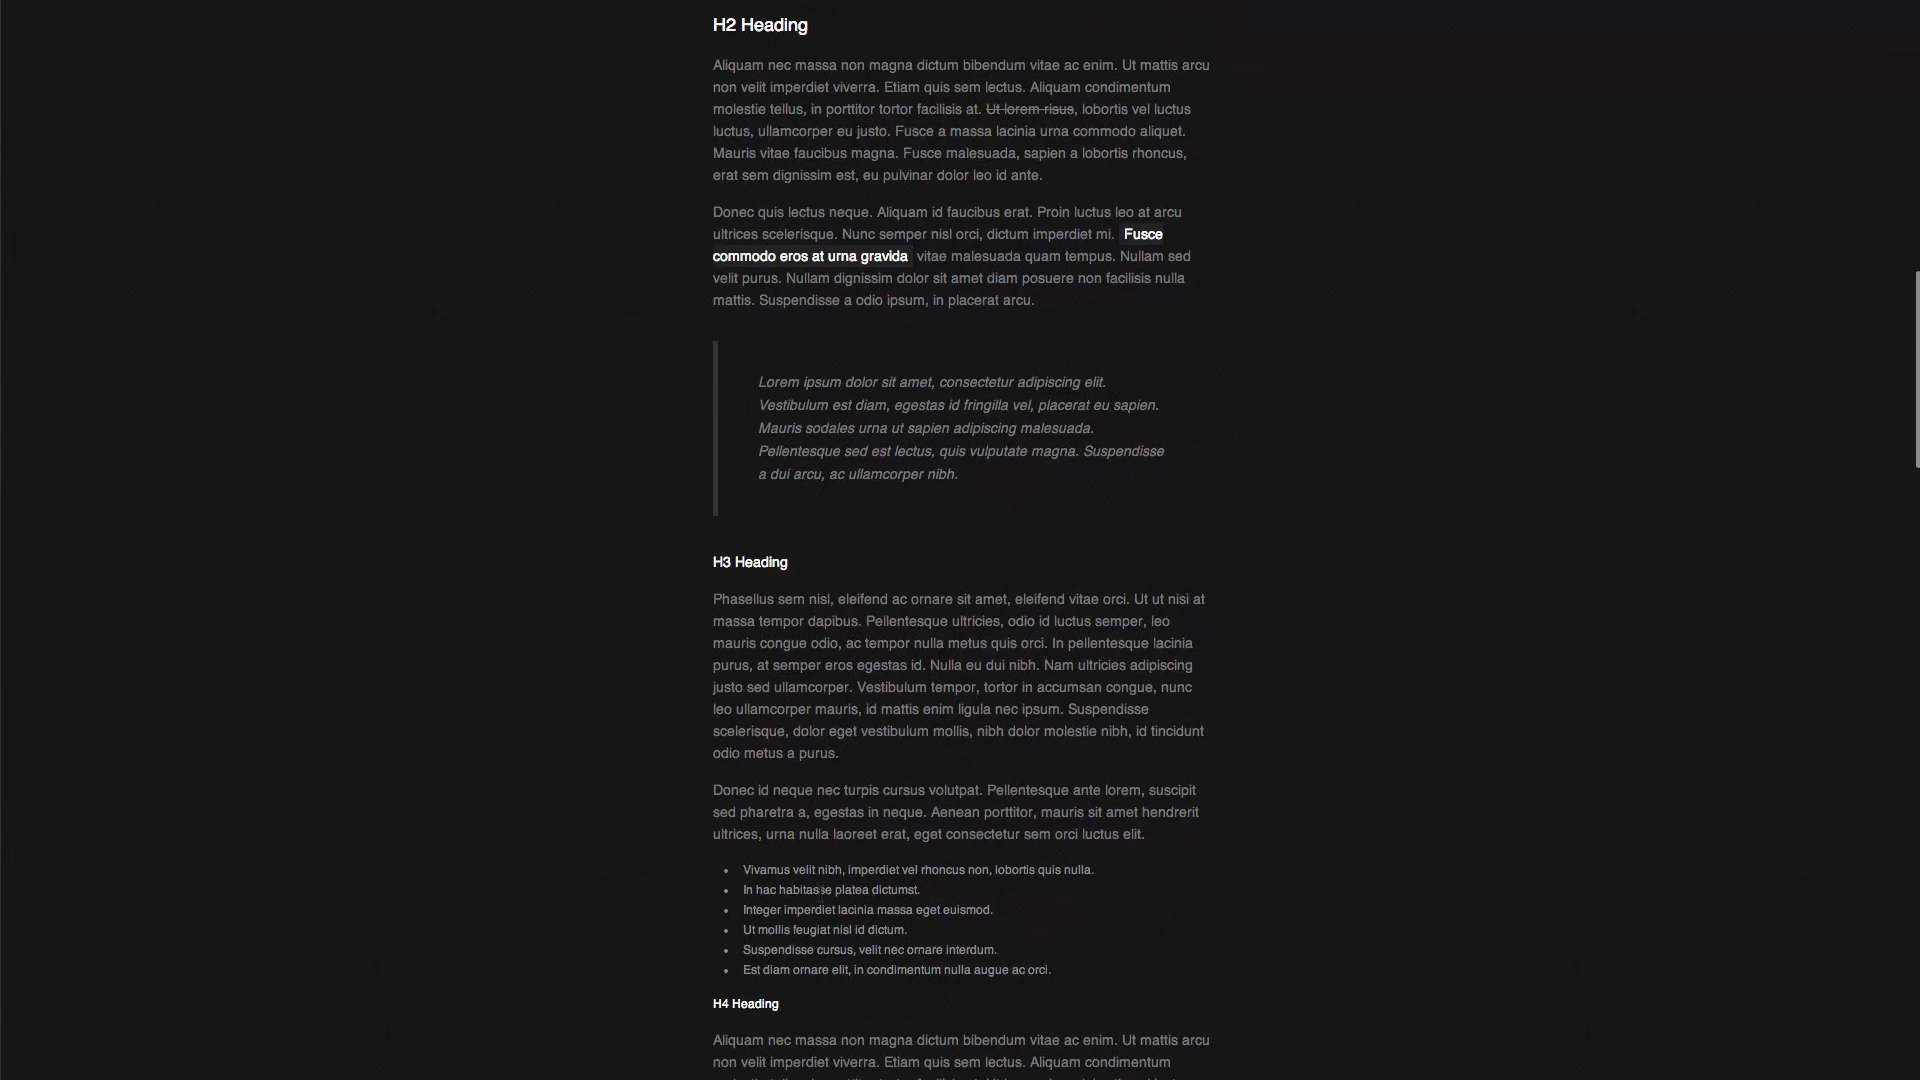 H2 Heading
Aliquam nec massa non magna dictum bibendum vitae ac enim. Ut mattis arcu
non velit imperdiet viverra. Etiam quis sem lectus. Aliquam condimentum
molestie tellus, in porttitor tortor facilisis at. Ut lorem risus, lobortis vel luctus
luctus, ullamcorper eu justo. Fusce a massa lacinia urna commodo aliquet.
Mauris vitae faucibus magna. Fusce malesuada, sapien a lobortis rhoncus,
erat sem dignissim est, eu pulvinar dolor leo id ante.
Donec quis lectus neque. Aliquam id faucibus erat. Proin luctus leo at arcu
ultrices scelerisque. Nunc semper nisl orci, dictum imperdiet mi. Fusce
commodo eros at urna gravida vitae malesuada quam tempus. Nullam sed
velit purus. Nullam dignissim dolor sit amet diam posuere non facilisis nulla
mattis. Suspendisse a odio ipsum, in placerat arcu.
Lorem ipsum dolor sit amet, consectetur adipiscing elit.
Vestibulum est diam, egestas id fringilla vel, placerat eu sapien.
Mauris sodales urna ut sapien adipiscing malesuada.
Pellentesque sed est lectus, quis vulputate magna. Suspendisse
a dui arcu, ac ullamcorper nibh.
H3 Heading
Phasellus sem nisl, eleifend ac ornare sit amet, eleifend vitae orci. Ut ut nisi at
massa tempor dapibus. Pellentesque ultricies, odio id luctus semper, leo
mauris congue odio, ac tempor nulla metus quis orci. In pellentesque lacinia
purus, at semper eros egestas id. Nulla eu dui nibh. Nam ultricies adipiscing
justo sed ullamcorper. Vestibulum tempor, tortor in accumsan congue, nunc
leo ullamcorper mauris, id mattis enim ligula nec ipsum. Suspendisse
scelerisque, dolor eget vestibulum mollis, nibh dolor molestie nibh, id tincidunt
odio metus a purus.
Donec id neque nec turpis cursus volutpat. Pellentesque ante lorem, suscipit
sed pharetra a, egestas in neque. Aenean porttitor, mauris sit amet hendrerit
ultrices, urna nulla laoreet erat, eget consectetur sem orci luctus elit.
• Vivamus velit nibh, imperdiet vel rhoncus non, lobortis quis nulla.
• In hac habitasse platea dictumst.
• Integer imperdiet lacinia massa eget euismod.
• Ut mollis feugiat nisl id dictum.
• Suspendisse cursus, velit nec ornare interdum.
• Est diam ornare elit, in condimentum nulla augue ac orci.
H4 Heading
Aliquam nec massa non magna dictum bibendum vitae ac enim. Ut mattis arcu
non velit imperdiet viverra. Etiam quis sem lectus. Aliquam condimentum